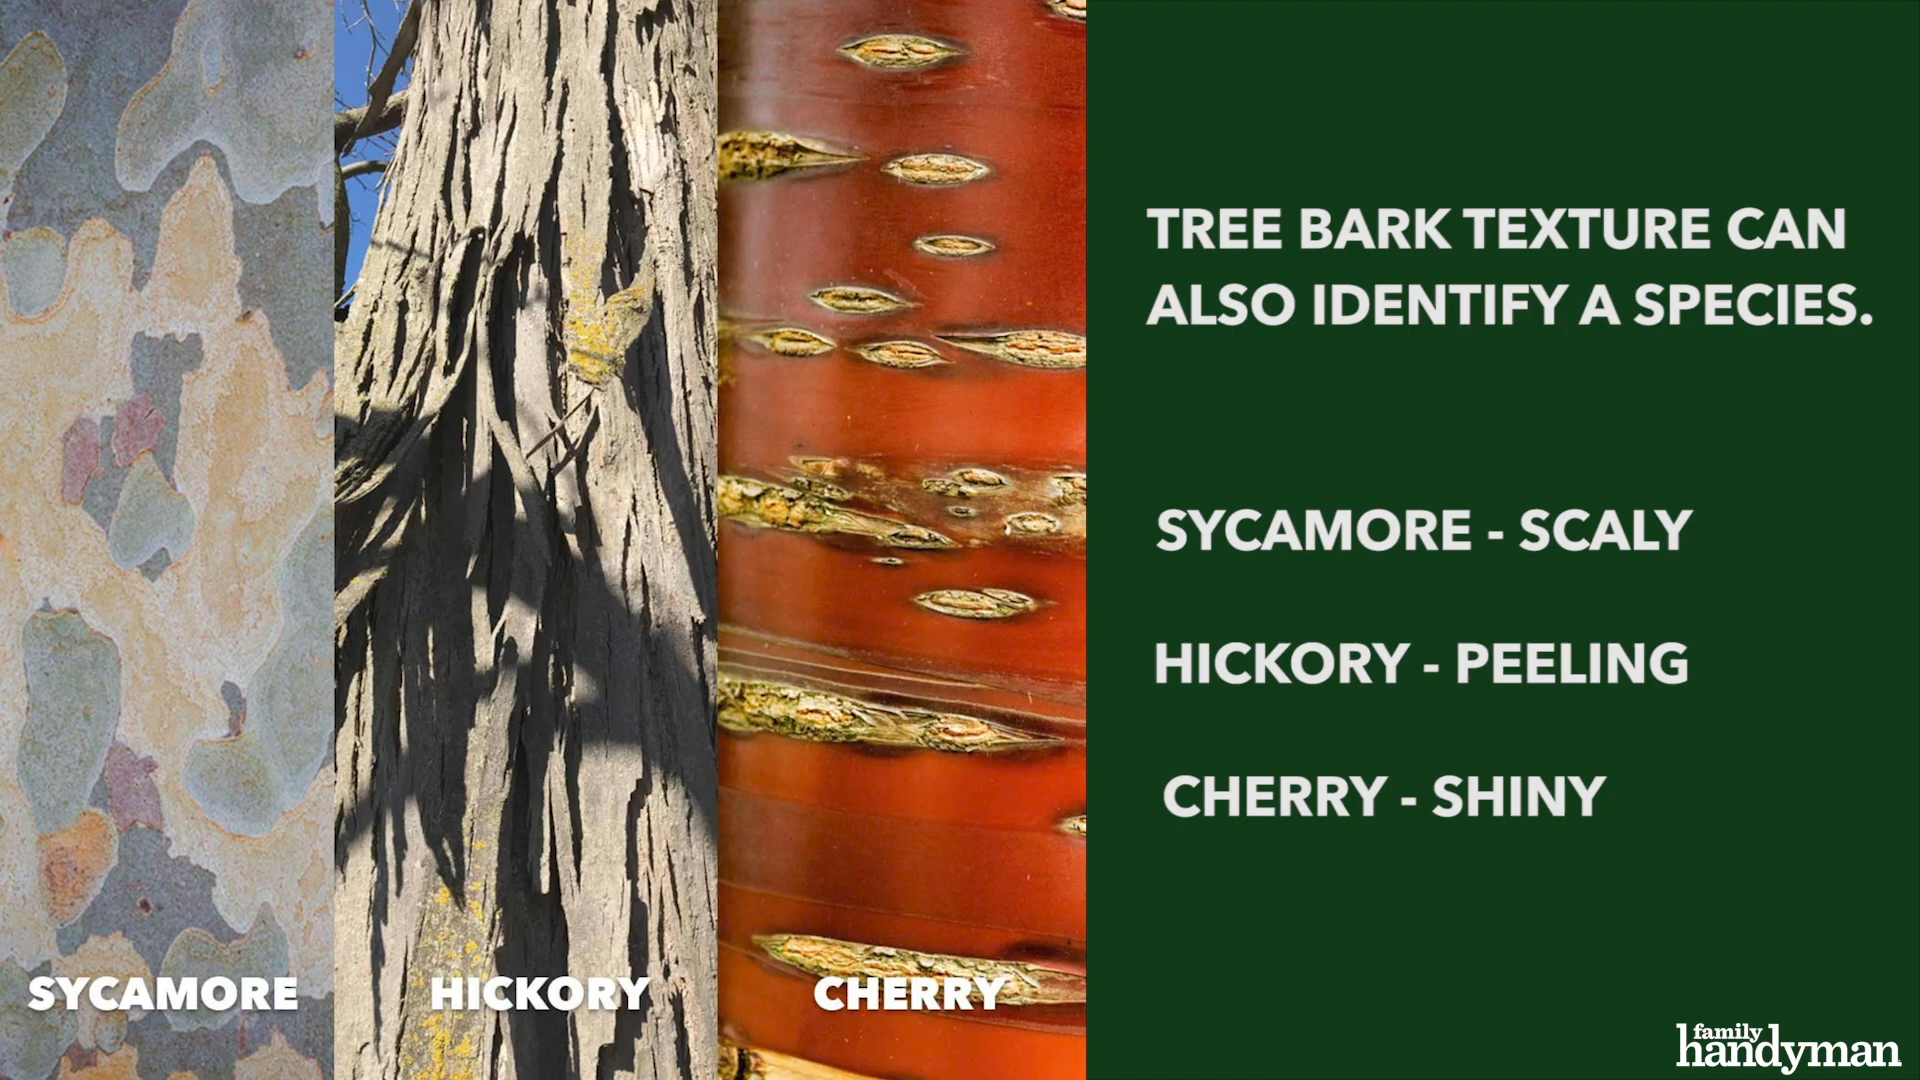 TREE BARK TEXTURE CAN
ALSO IDENTIFY A SPECIES.
SYCAMORE - SCALY
HICKORY - PEELING
CHERRY - SHINY
SYCAMORE
HICKORY
CHERRY
family
handyman